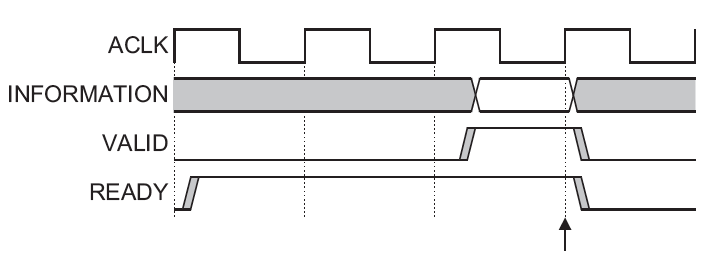 ACLK
INFORMATION
VALID
READY